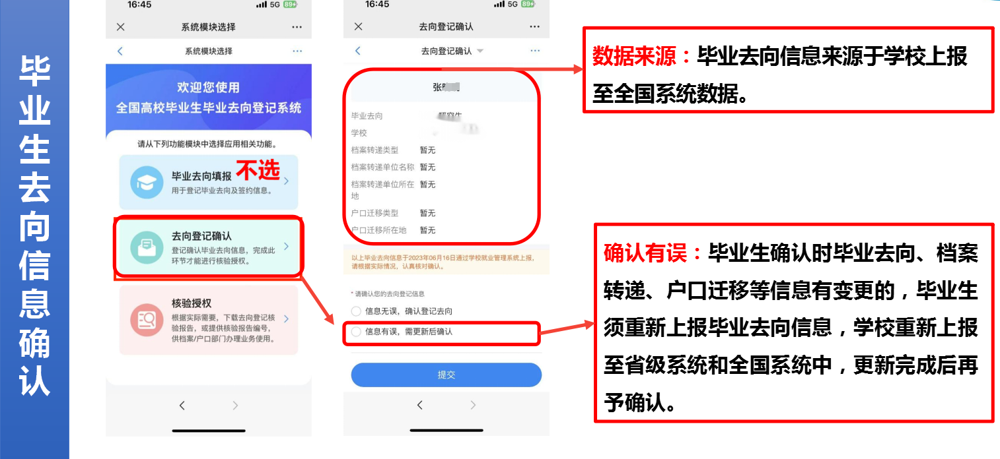 毕业生去向信息确认
16:45
5G 89
系统模块选择
系统模块选择
欢迎您使用
全国高校毕业生毕业去向登记系统
请从下列功能模块中选择应用相关功能。
毕业去向填报 不选
用于登记毕业去向及签约信息。
去向登记确认
登记确认毕业去向信息，完成此
环节才能进行核验授权。
核验授权
根据实际需要，下载去向登记核
验报告，或提供核验报告编号，
供档案/户口部门办理业务使用。
16:45
5G 89
去向登记确认
去向登记确认
张
毕业去向 研究生
学校
档案转递类型 暂无
档案转递单位名称 暂无
档案转递单位所在 暂无
地
户口迁移类型 暂无
户口迁移所在地 暂无
以上毕业去向信息于2023年06月16日通过学校就业管理系统上报，
请根据实际情况，认真核对确认。
* 请确认您的去向登记信息
信息无误，确认登记去向
信息有误，需更新后确认
提交
数据来源：毕业去向信息来源于学校上报
至全国系统数据。
确认有误：毕业生确认时毕业去向、档案
转递、户口迁移等信息有变更的，毕业生
须重新上报毕业去向信息，学校重新上报
至省级系统和全国系统中，更新完成后再
予确认。